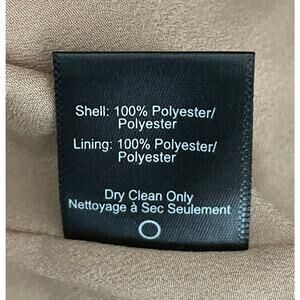 Shell: 100% Polyester/
Polyester
Lining: 100% Polyester/
Polyester
Dry Clean Only
Nettoyage à Sec Seulement